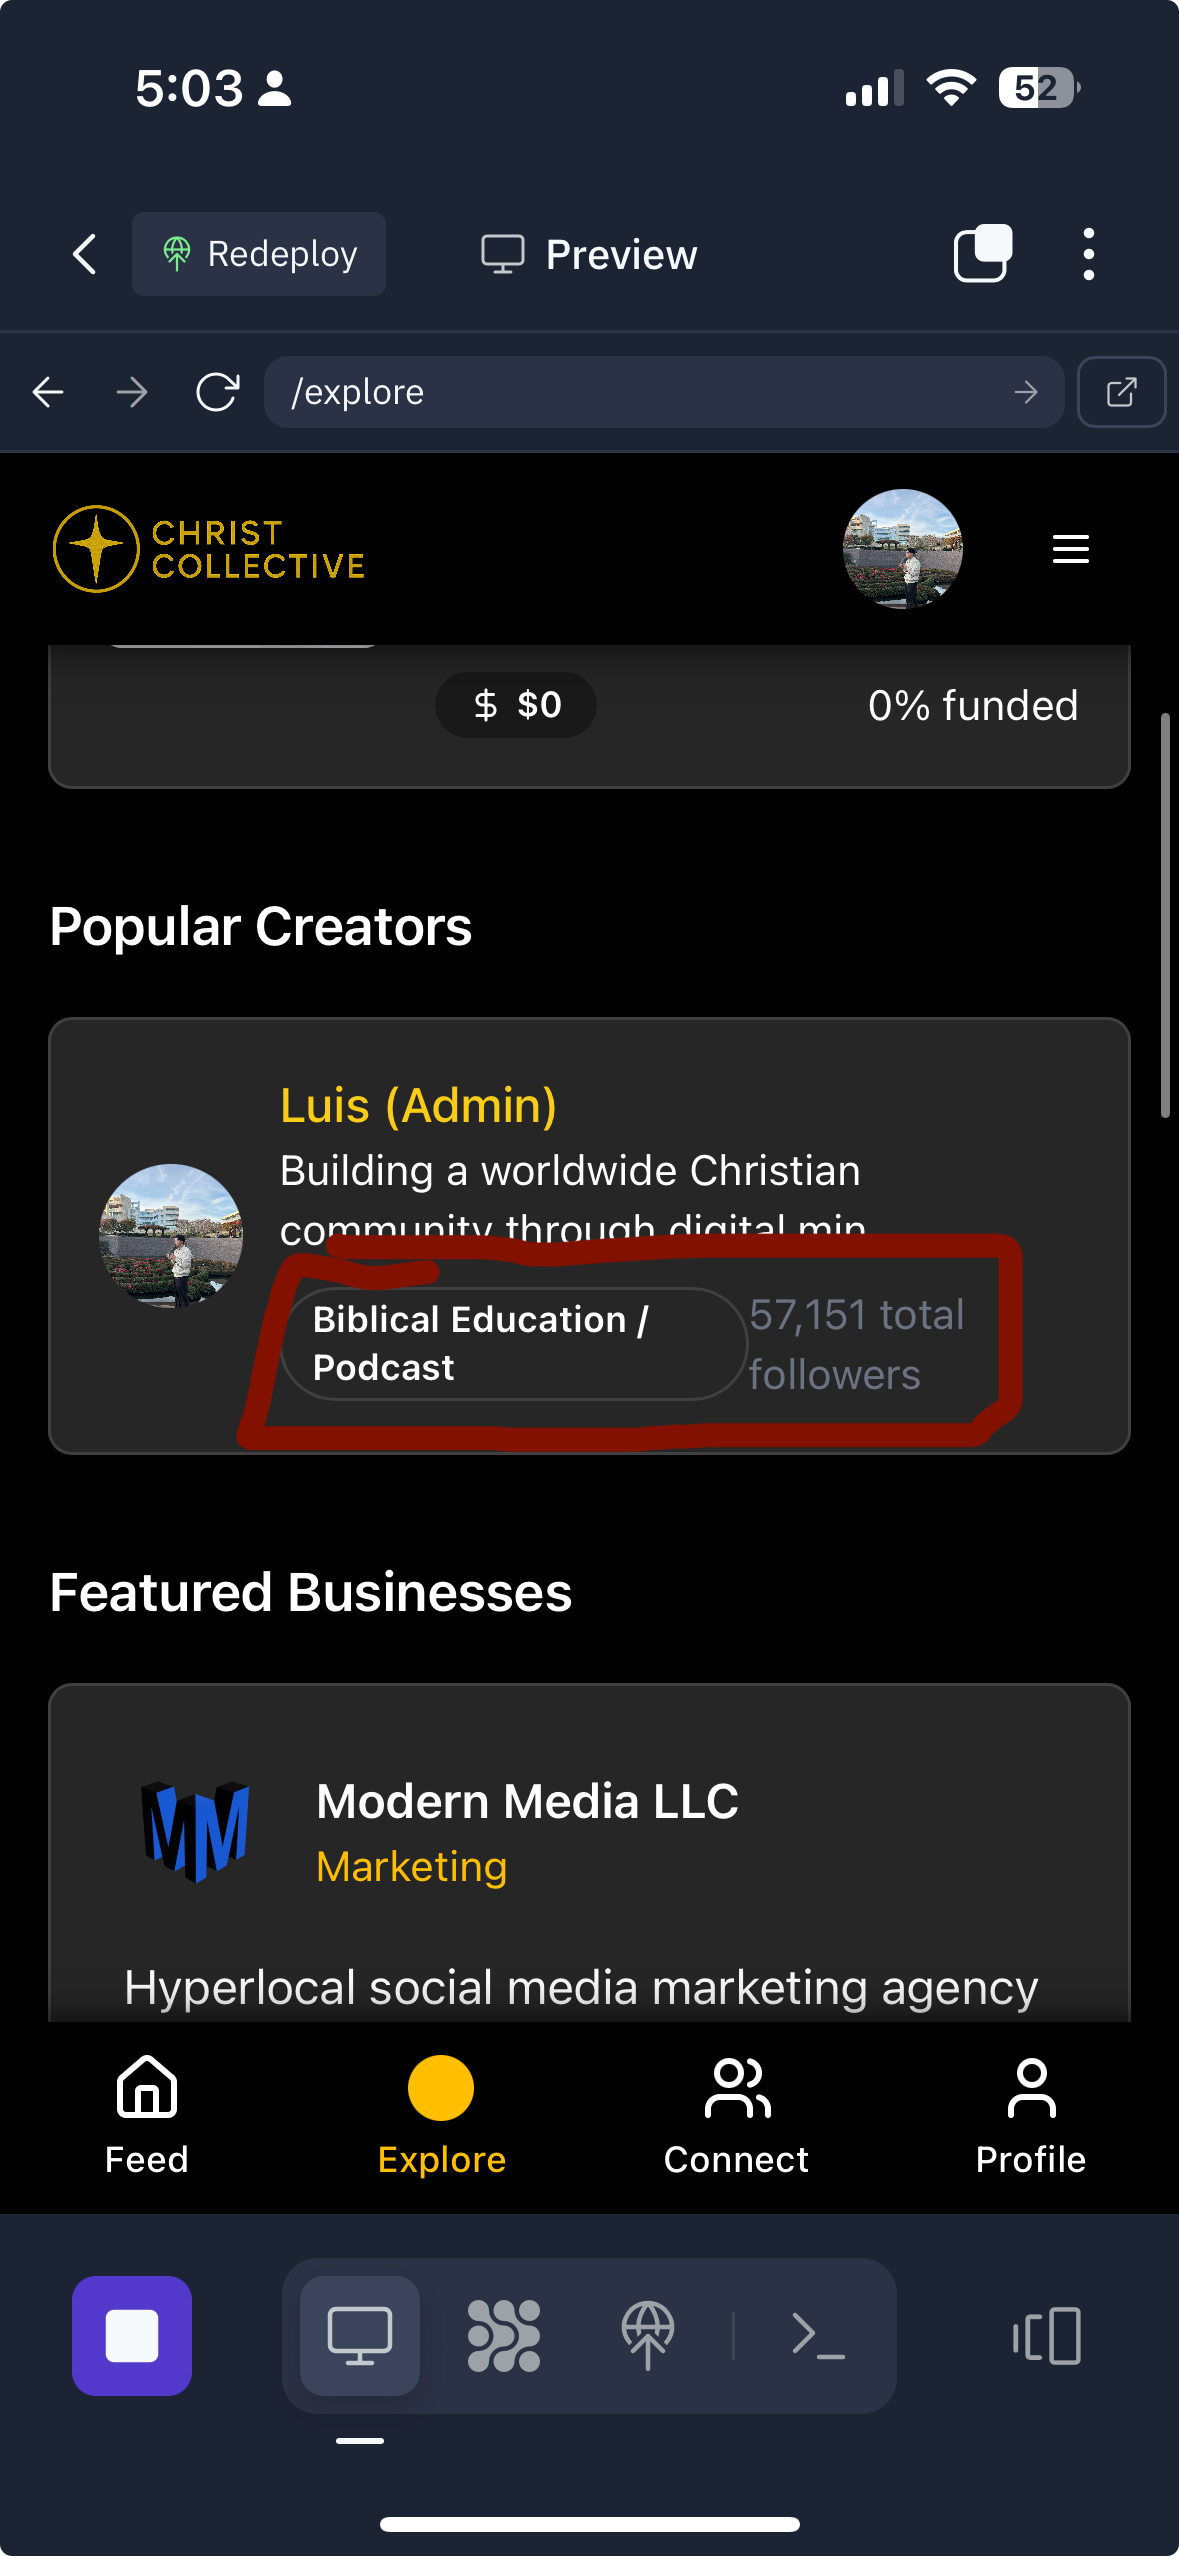 5:03
52
Redeploy
Preview
/explore
CHRIST
COLLECTIVE
$0
0% funded
Popular Creators
Luis (Admin)
Building a worldwide Christian
community through digital min
Biblical Education /
Podcast
57,151 total
followers
Featured Businesses
MM
Modern Media LLC
Marketing
Hyperlocal social media marketing agency
Feed
Explore
Connect
Profile